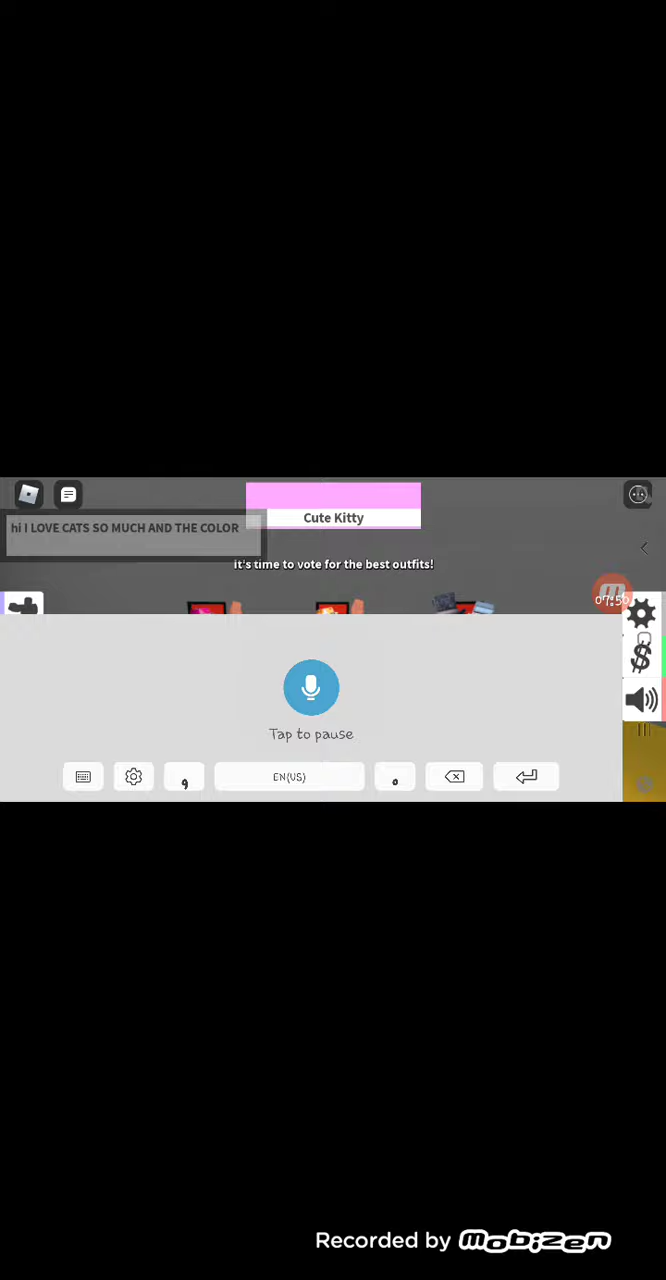 Cute Kitty
hi I LOVE CATS SO MUCH AND THE COLOR
it's time to vote for the best outfits!
Tap to pause
EN(US)
Recorded by mobizen